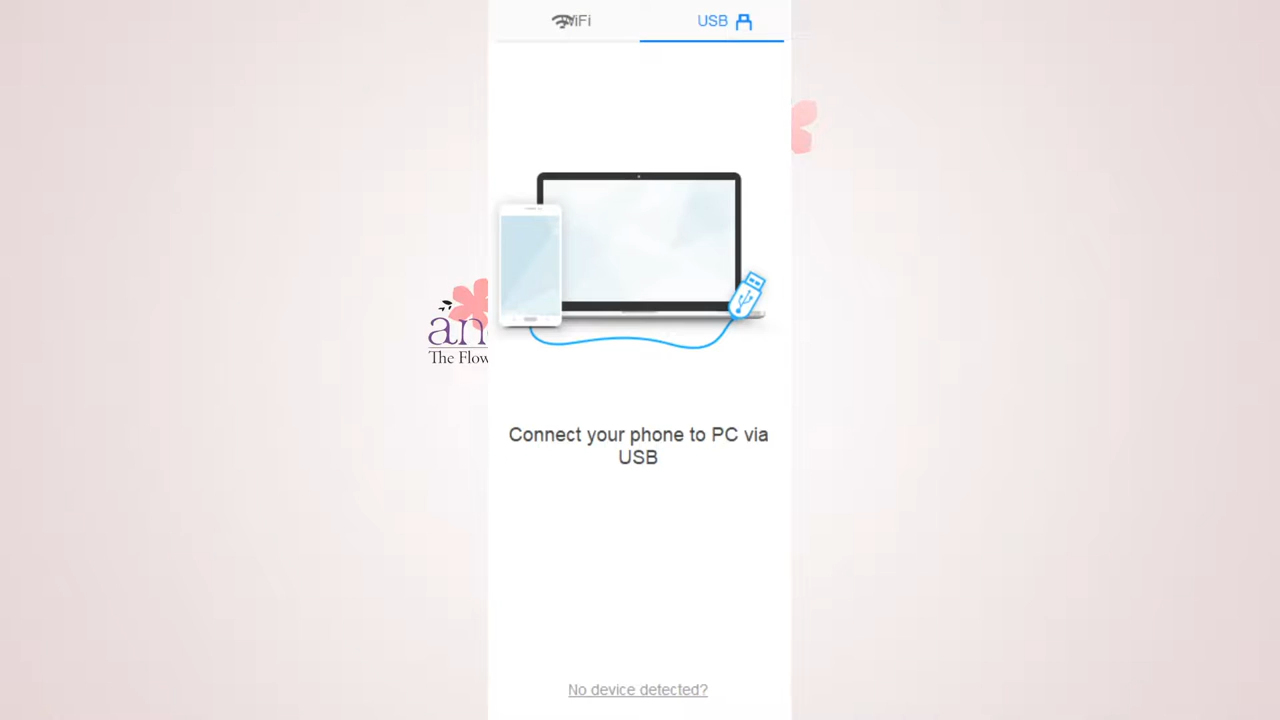 WiFi
USB
The Flow
Connect your phone to PC via
USB
No device detected?